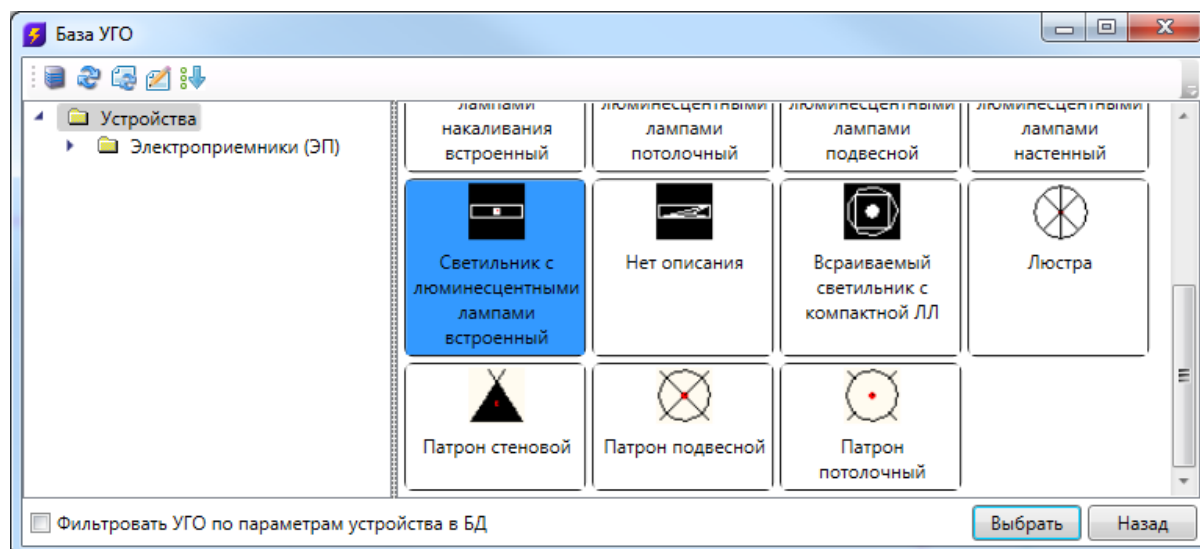 База УГО
Устройства
Электроприемники (ЭП)
лампами
накаливания
встроенный
люминесцентными
лампами
потолочный
люминесцентными
лампами
подвесной
люминесцентными
лампами
настенный
Светильник с
люминесцентными
лампами
встроенный
Нет описания
Всраиваемый
светильник с
компактной ЛЛ
Люстра
Патрон стеновой
Патрон подвесной
Патрон
потолочный
Фильтровать УГО по параметрам устройства в БД
Выбрать
Назад